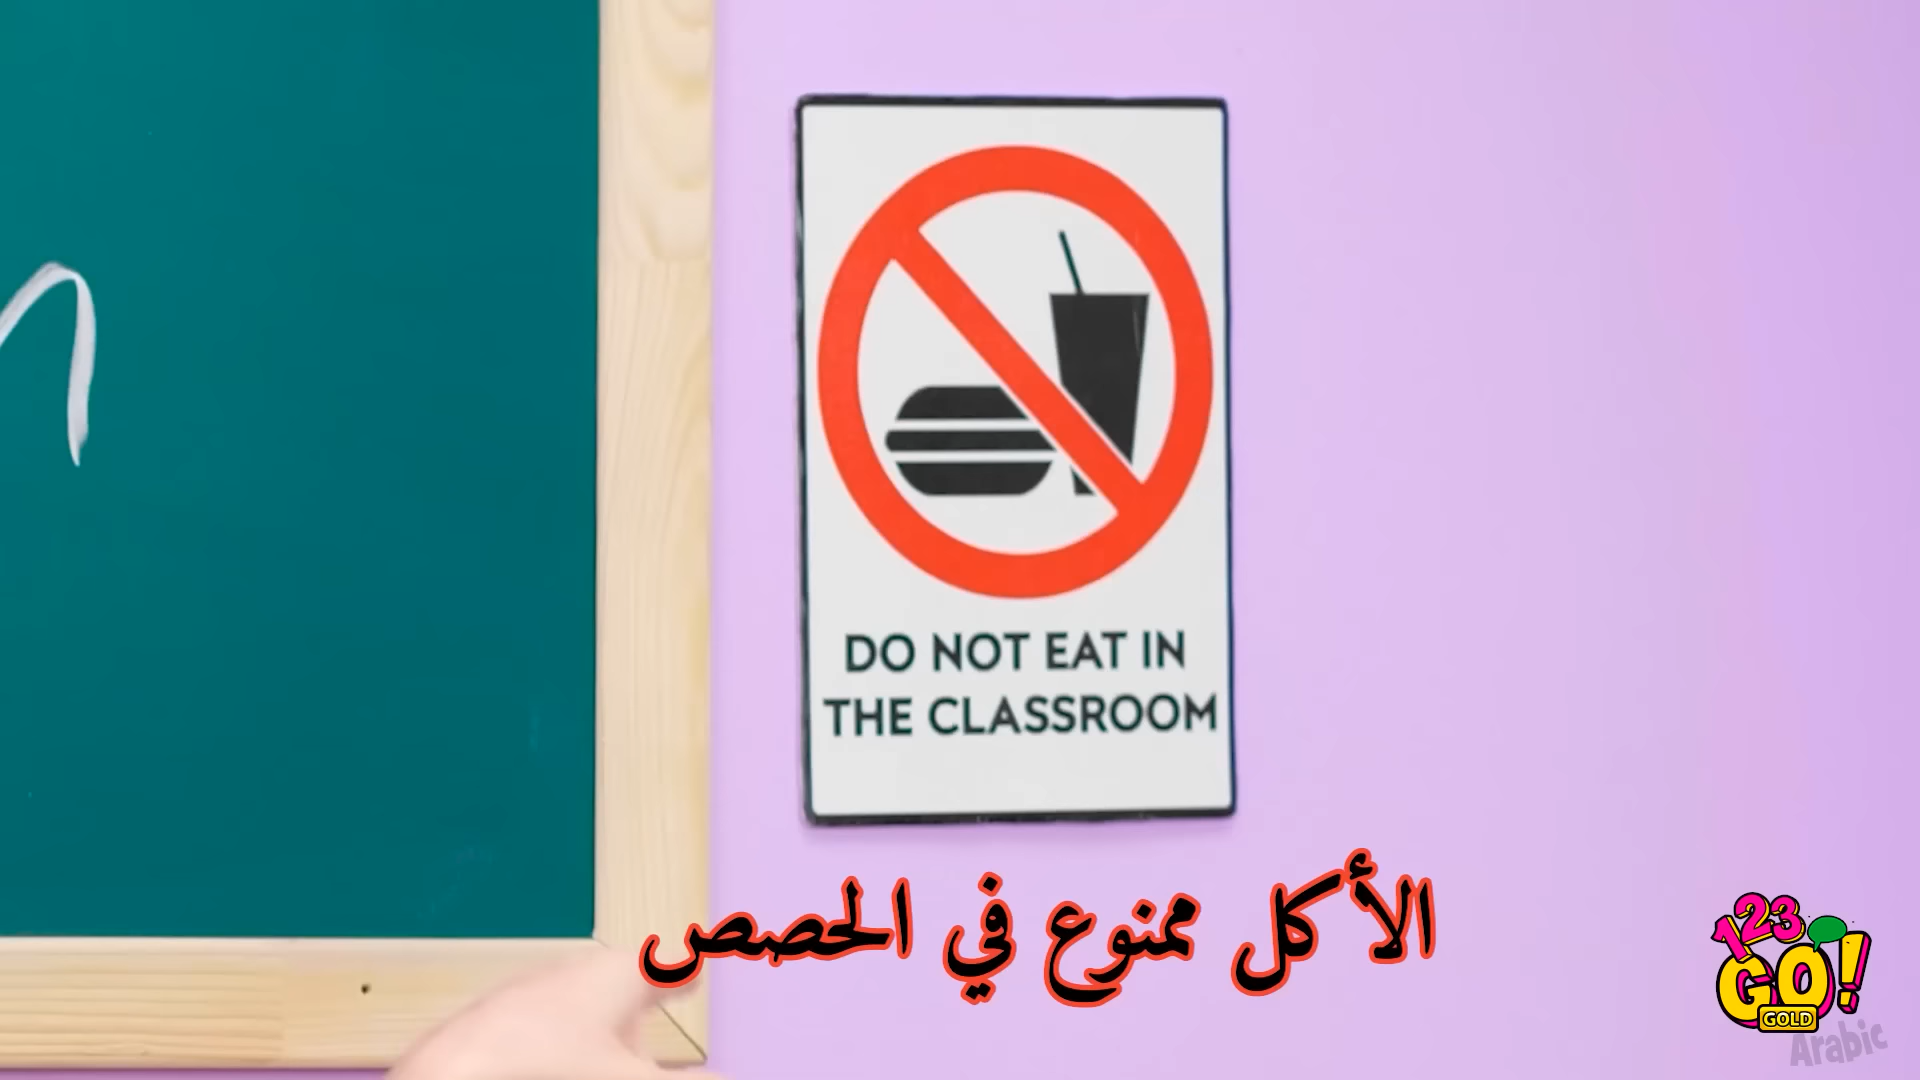 DO NOT EAT IN
THE CLASSROOM
الأكل ممنوع في الحصص
123
GO!
GOLD
Arabic